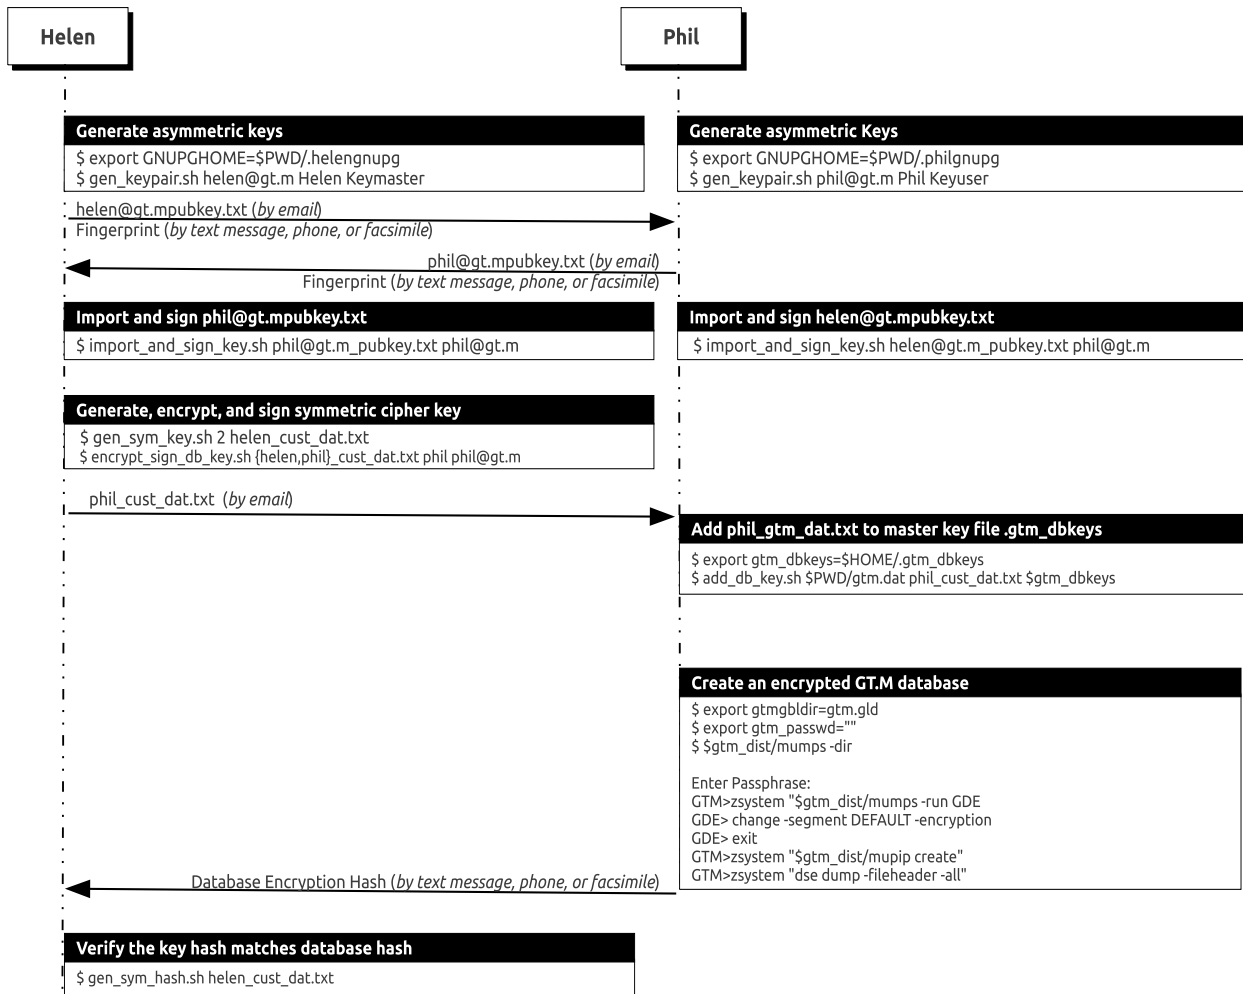 Helen
Phil
Generate asymmetric keys
$ export GNUPGHOME=$PWD/.helengnupg
$ gen_keypair.sh helen@gt.m Helen Keymaster
Generate asymmetric Keys
$ export GNUPGHOME=$PWD/.philgnupg
$ gen_keypair.sh phil@gt.m Phil Keyuser
helen@gt.mpubkey.txt (by email)
Fingerprint (by text message, phone, or facsimile)
phil@gt.mpubkey.txt (by email)
Fingerprint (by text message, phone, or facsimile)
Import and sign phil@gt.mpubkey.txt
$ import_and_sign_key.sh phil@gt.m_pubkey.txt phil@gt.m
Import and sign helen@gt.mpubkey.txt
$ import_and_sign_key.sh helen@gt.m_pubkey.txt phil@gt.m
Generate, encrypt, and sign symmetric cipher key
$ gen_sym_key.sh 2 helen_cust_dat.txt
$ encrypt_sign_db_key.sh {helen,phil}_cust_dat.txt phil phil@gt.m
phil_cust_dat.txt (by email)
Add phil_gtm_dat.txt to master key file .gtm_dbkeys
$ export gtm_dbkeys=$HOME/.gtm_dbkeys
$ add_db_key.sh $PWD/gtm.dat phil_cust_dat.txt $gtm_dbkeys
Create an encrypted GT.M database
$ export gtmgbldir=gtm.gld
$ export gtm_passwd=""
$ $gtm_dist/mumps -dir
Enter Passphrase:
GTM>zsystem "$gtm_dist/mumps -run GDE
GDE> change -segment DEFAULT -encryption
GDE> exit
GTM>zsystem "$gtm_dist/mupip create"
GTM>zsystem "dse dump -fileheader -all"
Database Encryption Hash (by text message, phone, or facsimile)
Verify the key hash matches database hash
$ gen_sym_hash.sh helen_cust_dat.txt